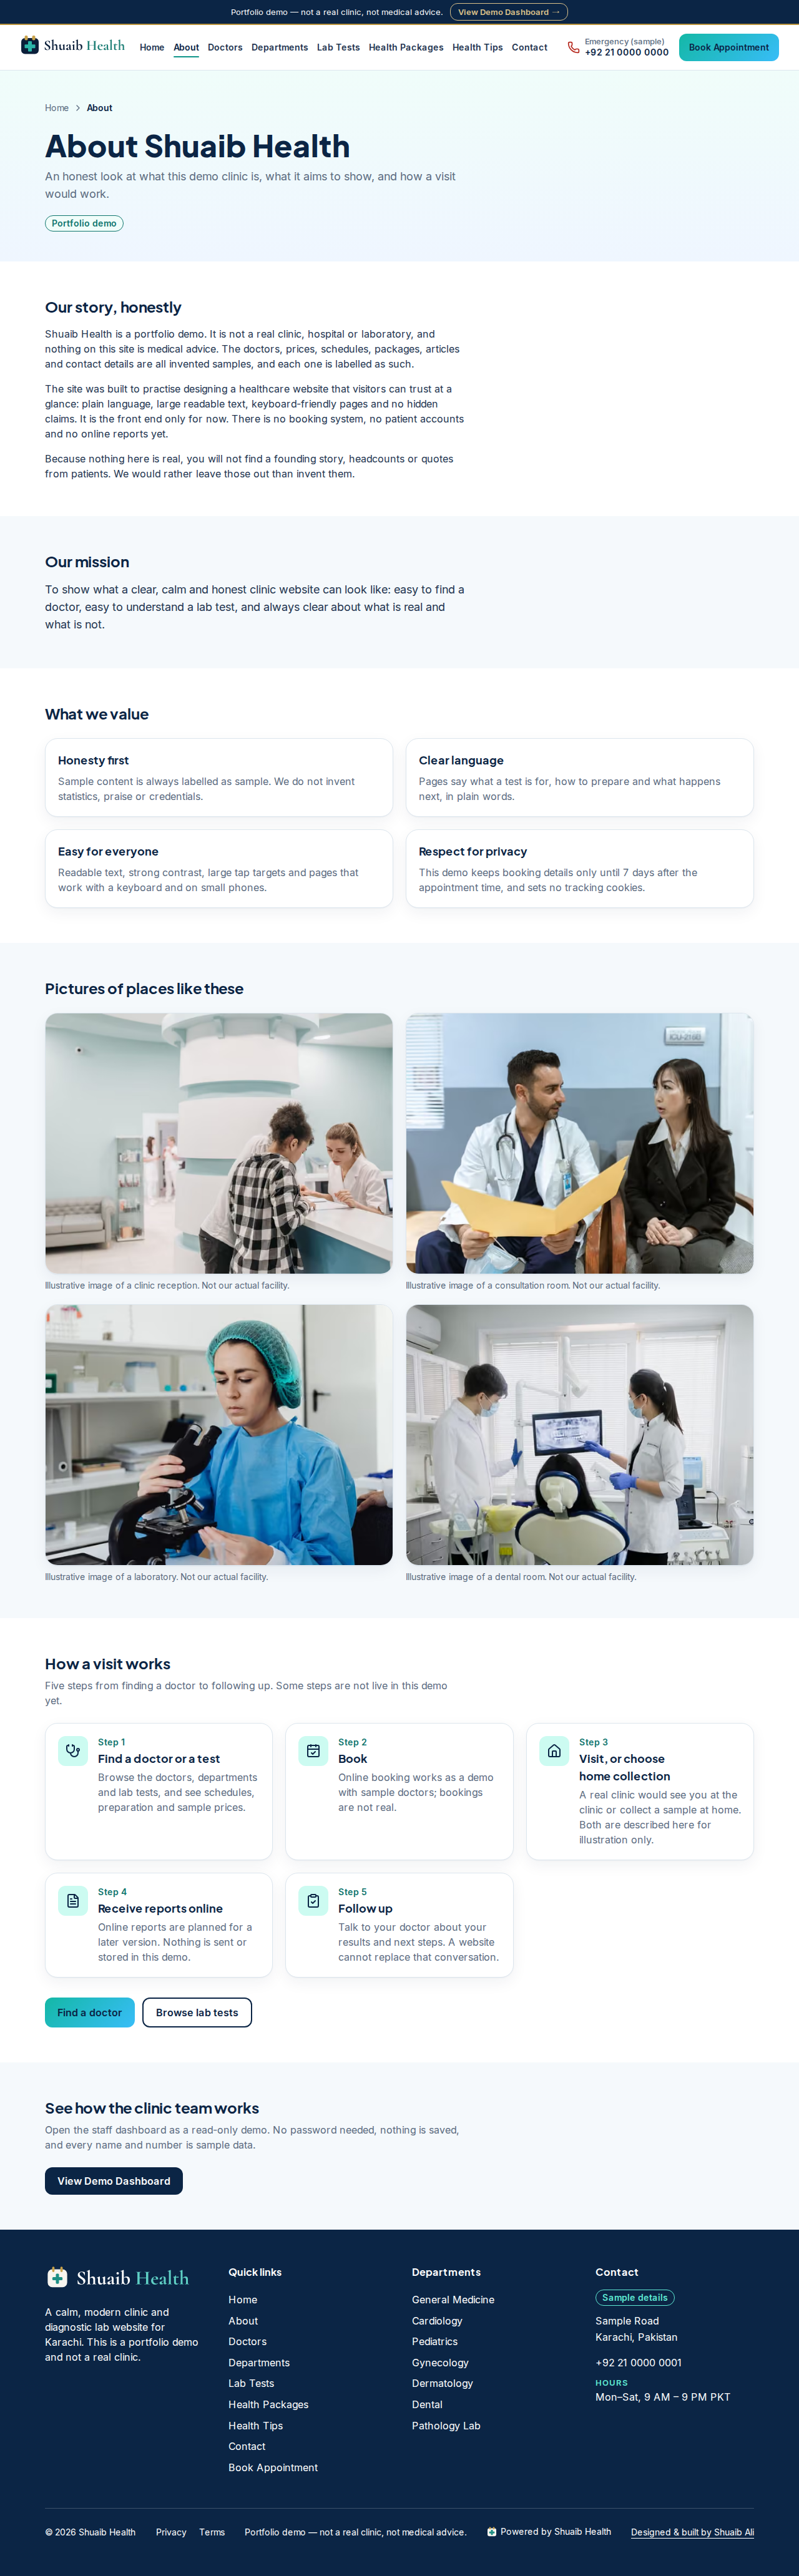 Portfolio demo — not a real clinic, not medical advice. View Demo Dashboard →
Shuaib Health
Home About Doctors Departments Lab Tests Health Packages Health Tips Contact
Emergency (sample)
+92 21 0000 0000
Book Appointment
Home > About
About Shuaib Health
An honest look at what this demo clinic is, what it aims to show, and how a visit
would work.
Portfolio demo
Our story, honestly
Shuaib Health is a portfolio demo. It is not a real clinic, hospital or laboratory, and
nothing on this site is medical advice. The doctors, prices, schedules, packages, articles
and contact details are all invented samples, and each one is labelled as such.
The site was built to practise designing a healthcare website that visitors can trust at a
glance: plain language, large readable text, keyboard-friendly pages and no hidden
claims. It is the front end only for now. There is no booking system, no patient accounts
and no online reports yet.
Because nothing here is real, you will not find a founding story, headcounts or quotes
from patients. We would rather leave those out than invent them.
Our mission
To show what a clear, calm and honest clinic website can look like: easy to find a
doctor, easy to understand a lab test, and always clear about what is real and
what is not.
What we value
Honesty first
Sample content is always labelled as sample. We do not invent
statistics, praise or credentials.
Clear language
Pages say what a test is for, how to prepare and what happens
next, in plain words.
Easy for everyone
Readable text, strong contrast, large tap targets and pages that
work with a keyboard and on small phones.
Respect for privacy
This demo keeps booking details only until 7 days after the
appointment time, and sets no tracking cookies.
Pictures of places like these
ICU-219B
Illustrative image of a clinic reception. Not our actual facility.
Illustrative image of a consultation room. Not our actual facility.
Illustrative image of a laboratory. Not our actual facility.
Illustrative image of a dental room. Not our actual facility.
How a visit works
Five steps from finding a doctor to following up. Some steps are not live in this demo
yet.
Step 1
Find a doctor or a test
Browse the doctors, departments
and lab tests, and see schedules,
preparation and sample prices.
Step 2
Book
Online booking works as a demo
with sample doctors; bookings
are not real.
Step 3
Visit, or choose
home collection
A real clinic would see you at the
clinic or collect a sample at home.
Both are described here for
illustration only.
Step 4
Receive reports online
Online reports are planned for a
later version. Nothing is sent or
stored in this demo.
Step 5
Follow up
Talk to your doctor about your
results and next steps. A website
cannot replace that conversation.
Find a doctor
Browse lab tests
See how the clinic team works
Open the staff dashboard as a read-only demo. No password needed, nothing is saved,
and every name and number is sample data.
View Demo Dashboard
Shuaib Health
A calm, modern clinic and
diagnostic lab website for
Karachi. This is a portfolio demo
and not a real clinic.
Quick links
Home
About
Doctors
Departments
Lab Tests
Health Packages
Health Tips
Contact
Book Appointment
Departments
General Medicine
Cardiology
Pediatrics
Gynecology
Dermatology
Dental
Pathology Lab
Contact
Sample details
Sample Road
Karachi, Pakistan
+92 21 0000 0001
HOURS
Mon–Sat, 9 AM – 9 PM PKT
© 2026 Shuaib Health Privacy Terms Portfolio demo — not a real clinic, not medical advice. Powered by Shuaib Health Designed & built by Shuaib Ali